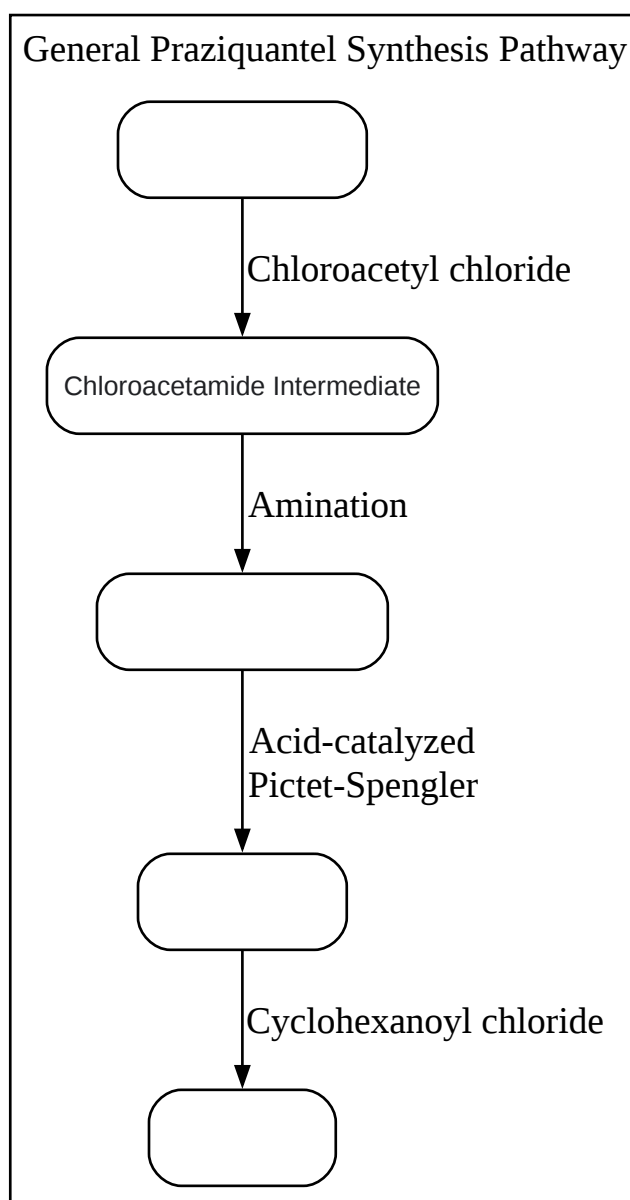 General Praziquantel Synthesis Pathway
Chloroacetyl chloride
Chloroacetamide Intermediate
Amination
Acid-catalyzed
Pictet-Spengler
Cyclohexanoyl chloride